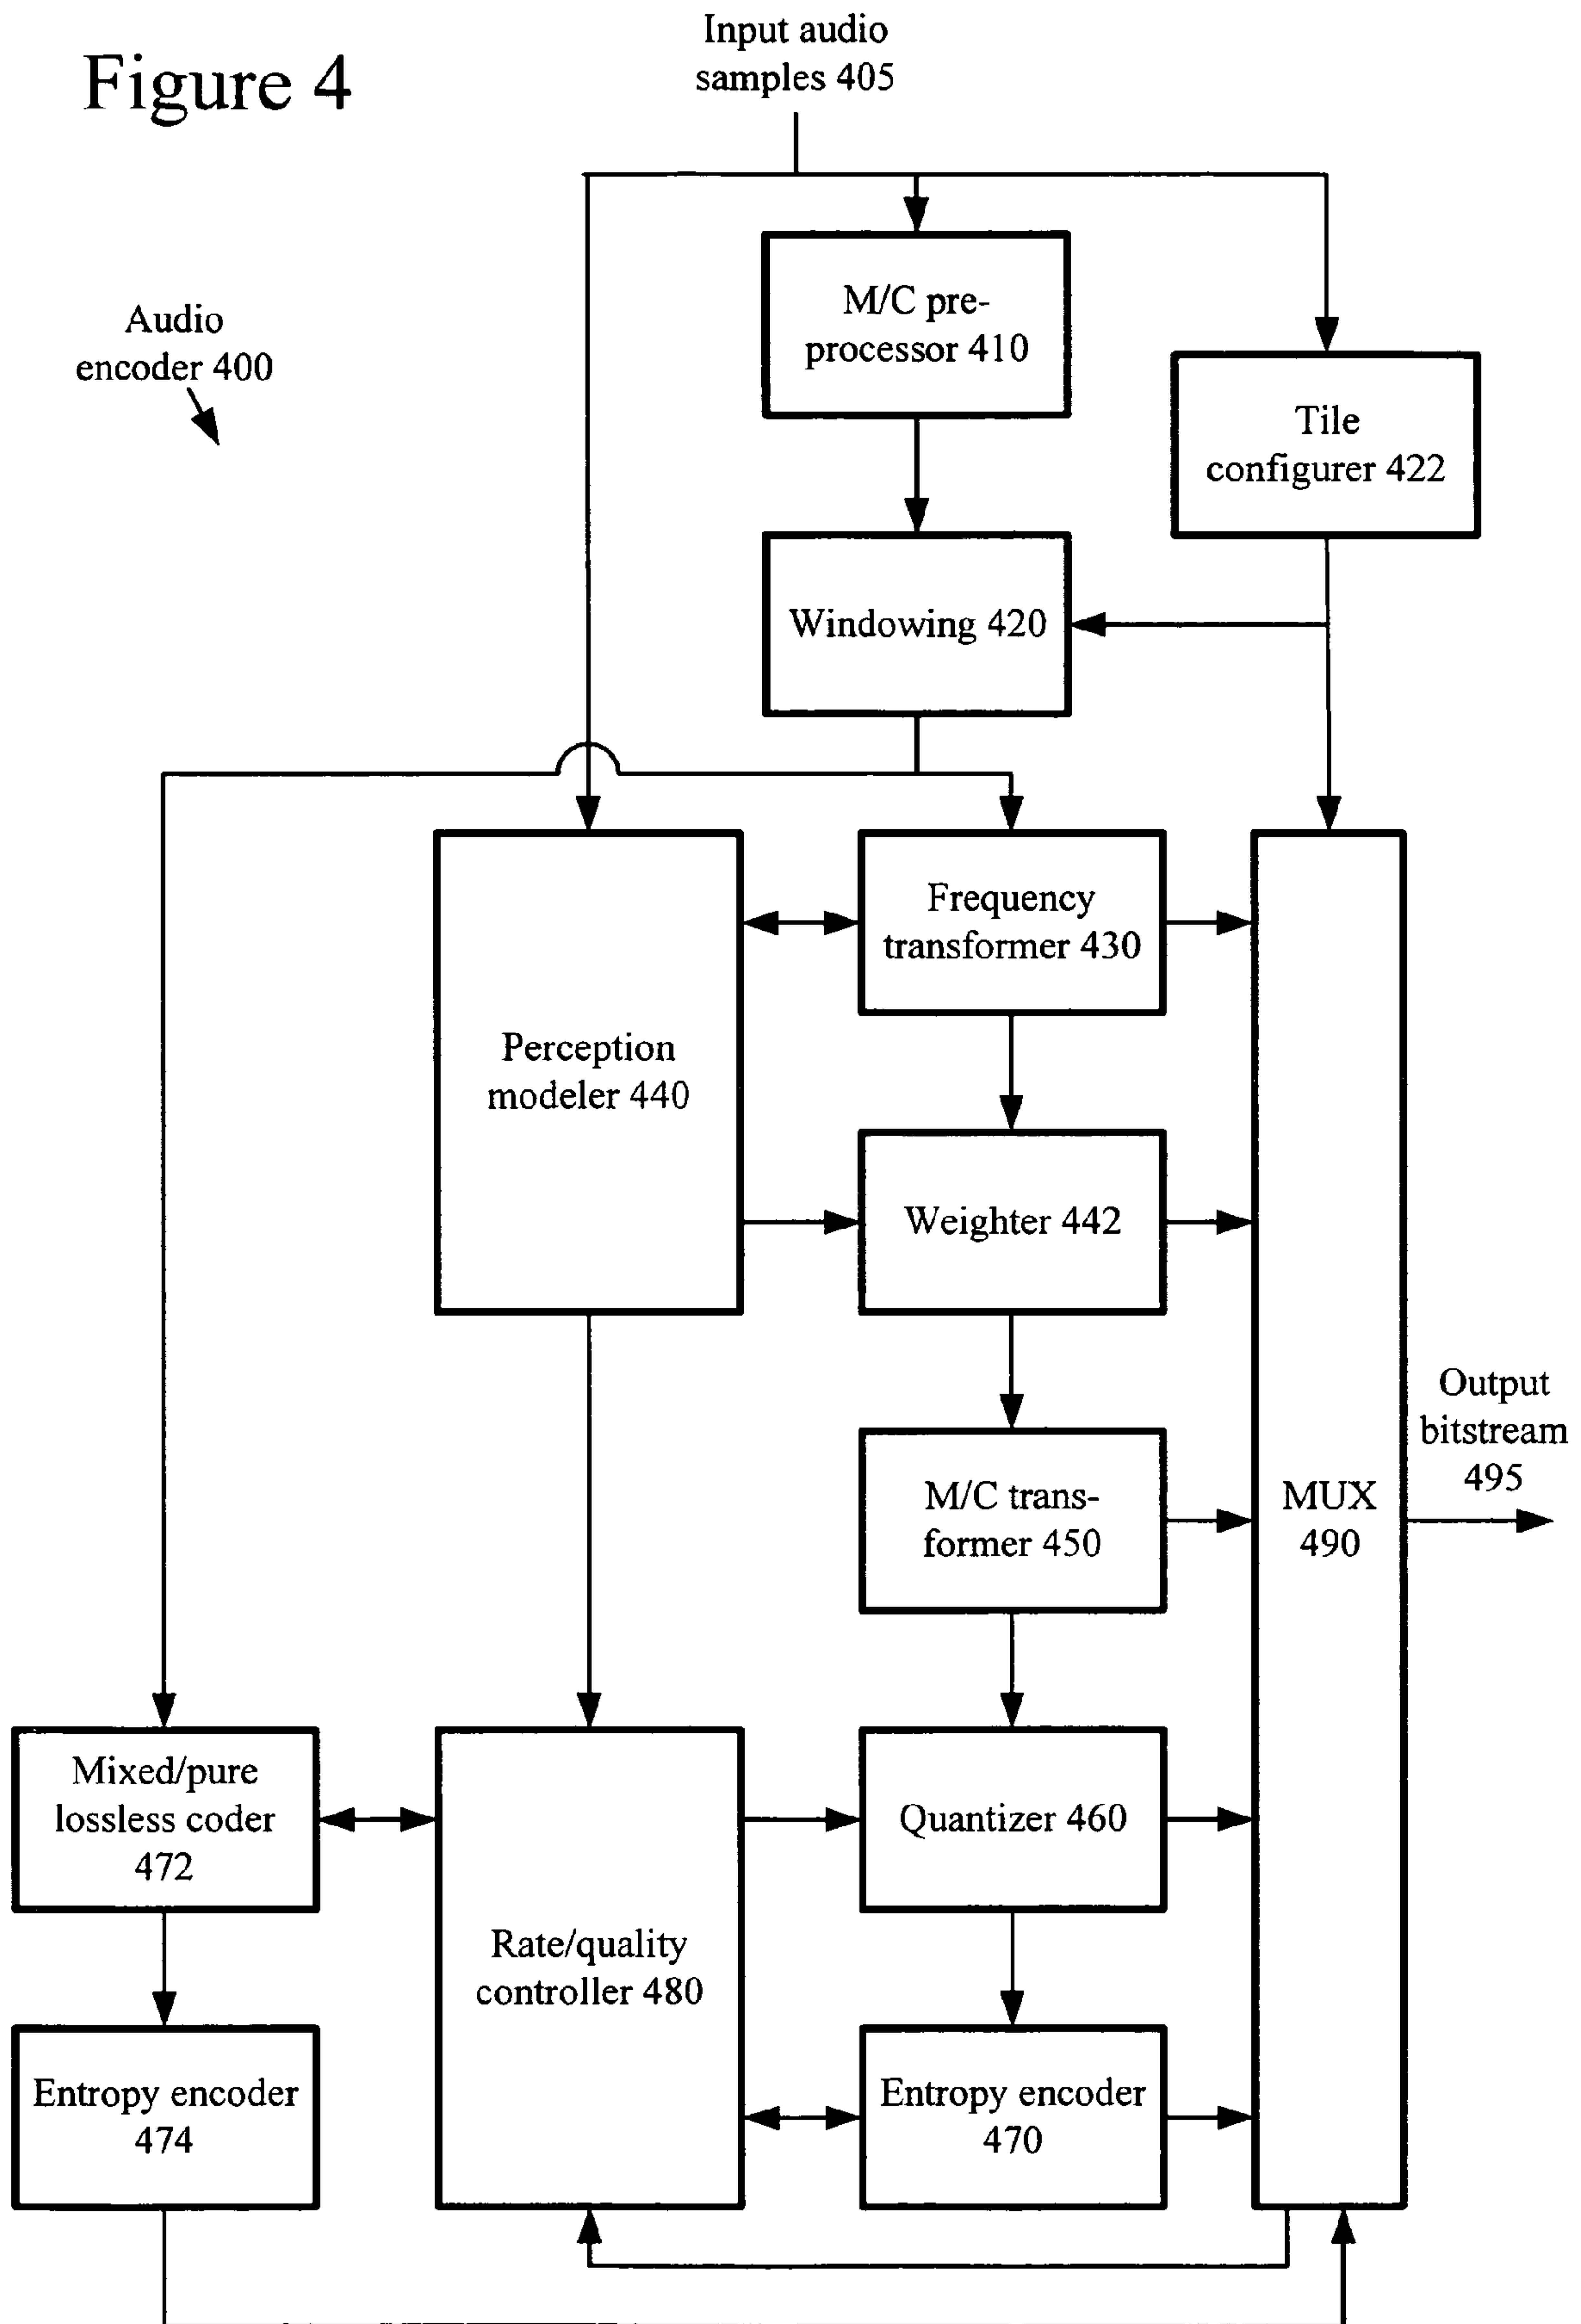 Figure 4
Input audio
samples 405
Audio
encoder 400
M/C pre-
processor 410
Tile
configurer 422
Windowing 420
Perception
modeler 440
Frequency
transformer 430
Weighter 442
M/C trans-
former 450
MUX
490
Output
bitstream
495
Mixed/pure
lossless coder
472
Rate/quality
controller 480
Quantizer 460
Entropy encoder
474
Entropy encoder
470